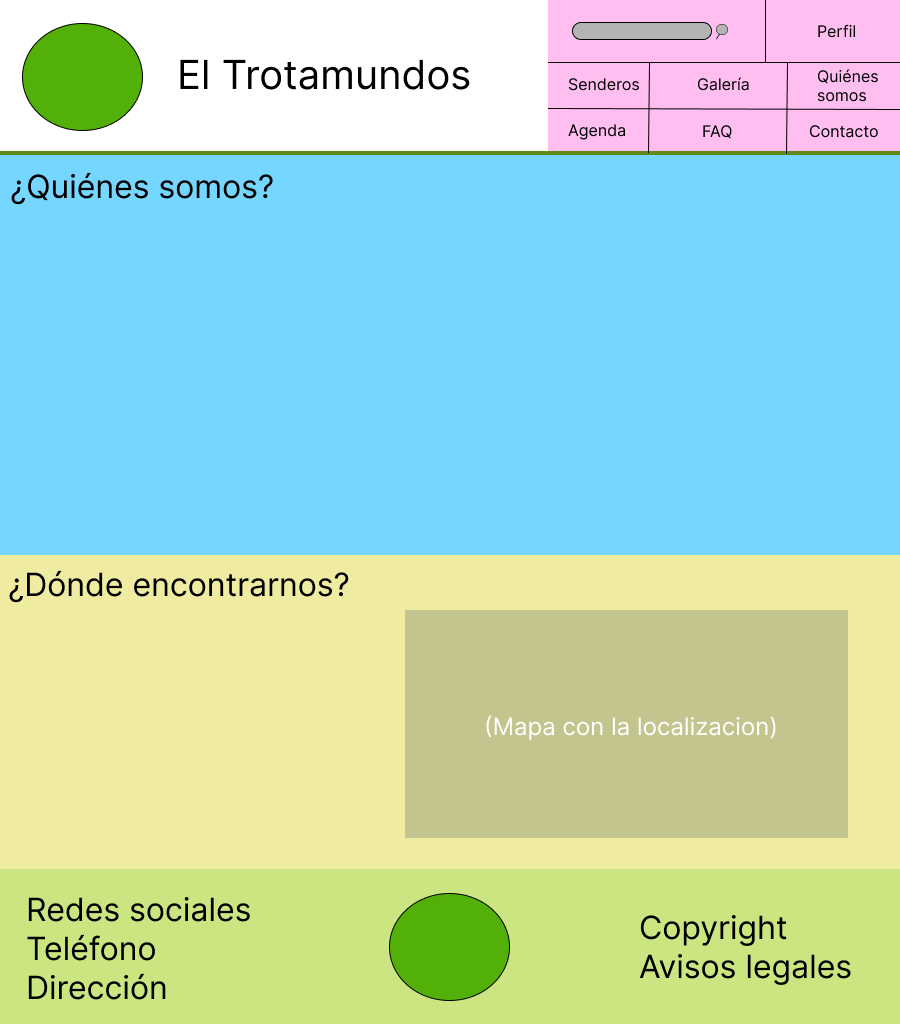 El Trotamundos
Perfil
Senderos
Galería
Quiénes
somos
Agenda
FAQ
Contacto
¿Quiénes somos?
¿Dónde encontrarnos?
(Mapa con la localizacion)
Redes sociales
Teléfono
Dirección
Copyright
Avisos legales